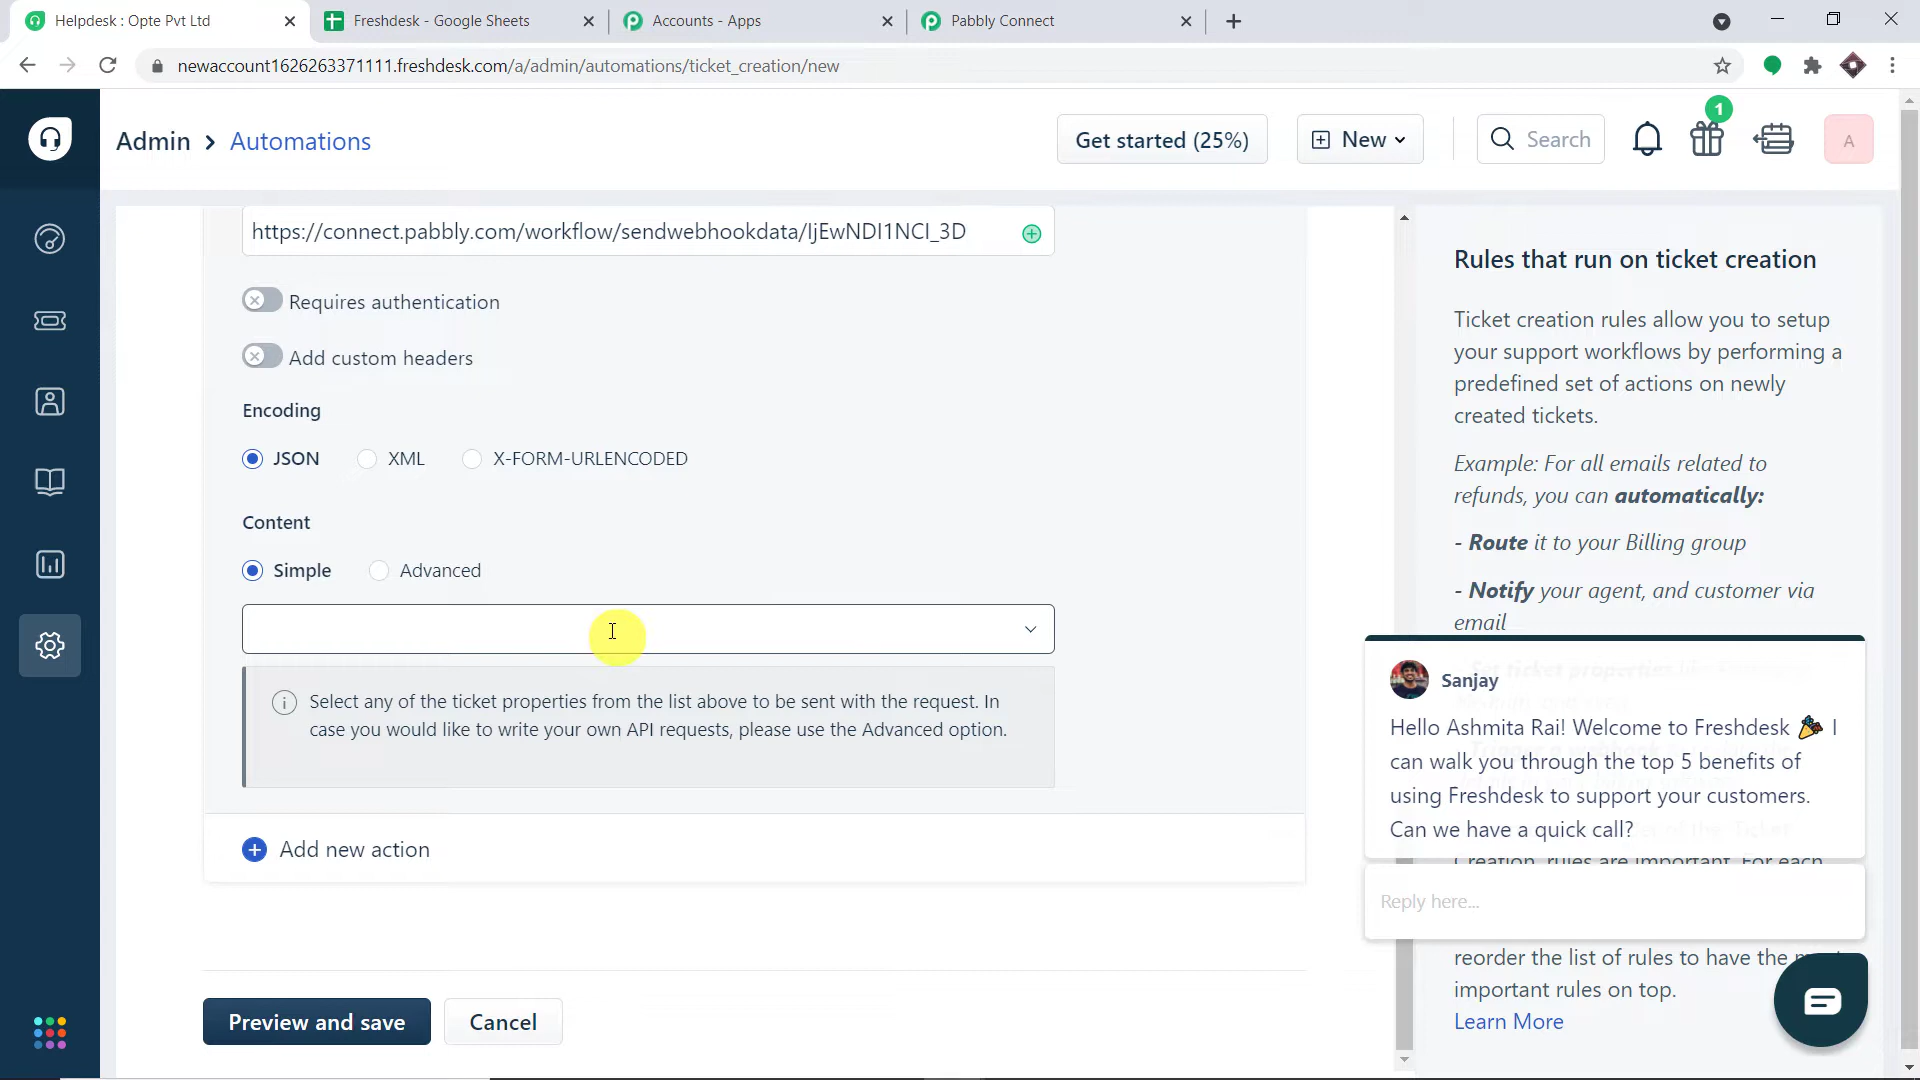 Helpdesk : Opte Pvt Ltd
Freshdesk - Google Sheets
Accounts - Apps
Pabbly Connect
newaccount1626263371111.freshdesk.com/a/admin/automations/ticket_creation/new
Admin > Automations
Get started (25%)
New
Search
1
A
https://connect.pabbly.com/workflow/sendwebhookdata/IjEwNDI1NCI_3D
Requires authentication
Add custom headers
Encoding
JSON
XML
X-FORM-URLENCODED
Content
Simple
Advanced
Select any of the ticket properties from the list above to be sent with the request. In
case you would like to write your own API requests, please use the Advanced option.
Add new action
Preview and save
Cancel
Rules that run on ticket creation
Ticket creation rules allow you to setup
your support workflows by performing a
predefined set of actions on newly
created tickets.
Example: For all emails related to
refunds, you can automatically:
- Route it to your Billing group
- Notify your agent, and customer via
email
Sanjay
Hello Ashmita Rai! Welcome to Freshdesk 🎉 I
can walk you through the top 5 benefits of
using Freshdesk to support your customers.
Can we have a quick call?
Creation, rules are important. For each
Reply here...
reorder the list of rules to have the
important rules on top.
Learn More